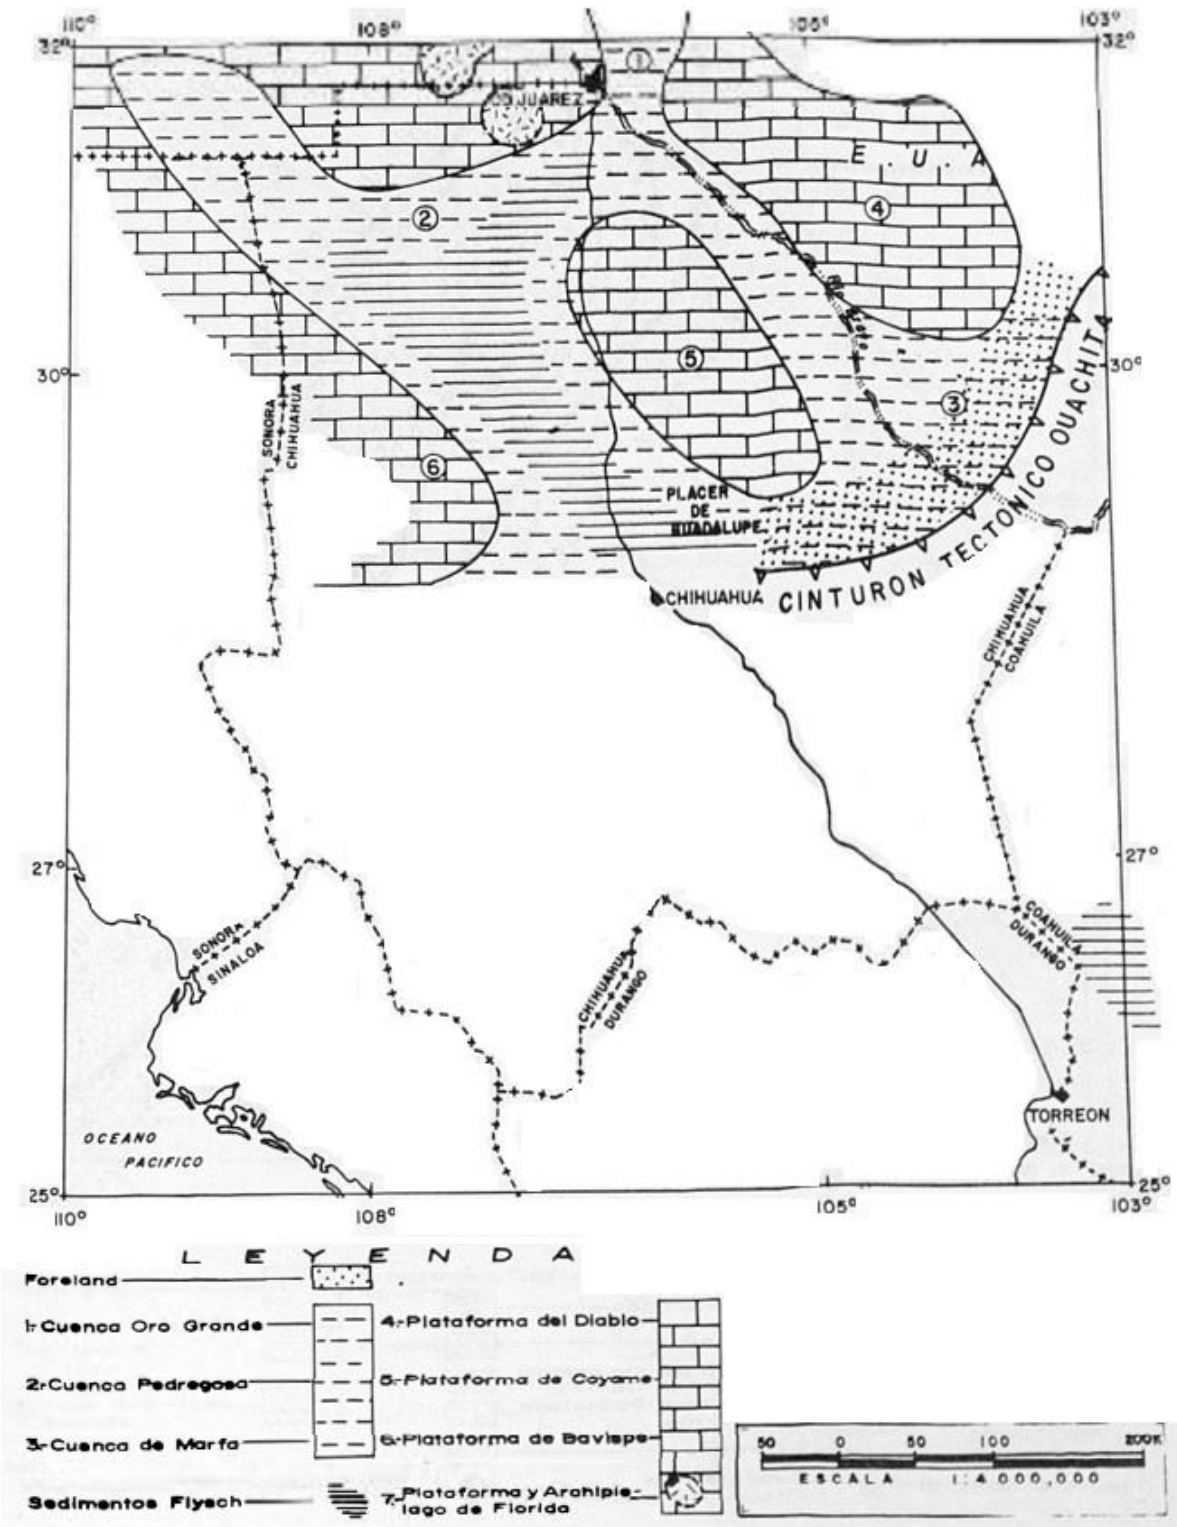 110° 108° 105° 103°
32° 32°
①
CD JUAREZ
E. U. A
②
④
Rio Bravo
⑤
30° 30°
③
SONORA
CHIHUAHUA
⑥
PLACER
DE
GUADALUPE
CINTURON TECTONICO OUACHITA
CHIHUAHUA
CHIHUAHUA
COAHUILA
27° 27°
SONORA
SINALOA
CHIHUAHUA
DURANGO
COAHUILA
DURANGO
TORREON
OCEANO
PACIFICO
25° 25°
110° 108° 105° 103°
L E Y E N D A
Foreland
1.-Cuenca Oro Grande
2.-Cuenca Pedregosa
3.-Cuenca de Marfa
Sedimentos Flysch
4.-Plataforma del Diablo
5.-Plataforma de Coyame
6.-Plataforma de Bavispe
7.-Plataforma y Archipie-
lago de Florida
50 0 50 100 200K
ESCALA 1:4 000,000